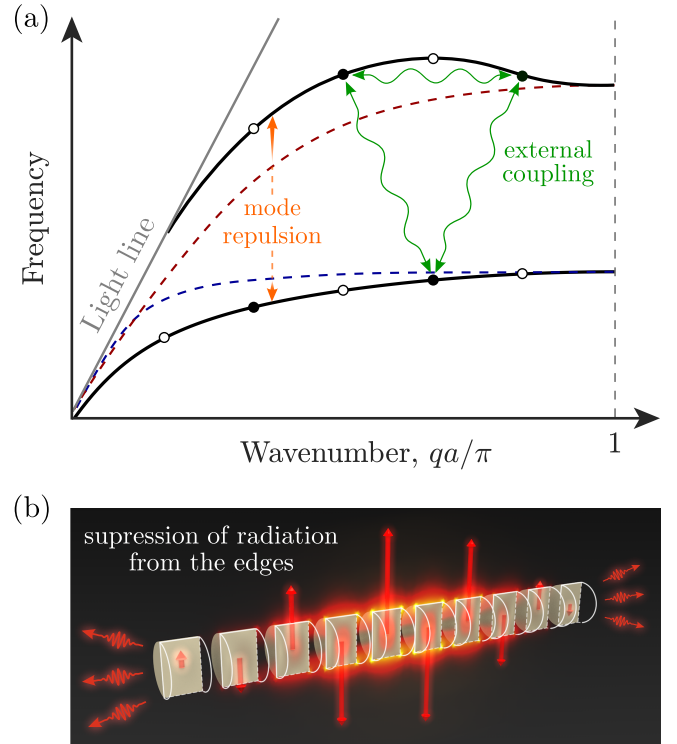 (a)
Frequency
Light line
mode
repulsion
external
coupling
Wavenumber, qa/π
1
(b)
supression of radiation
from the edges